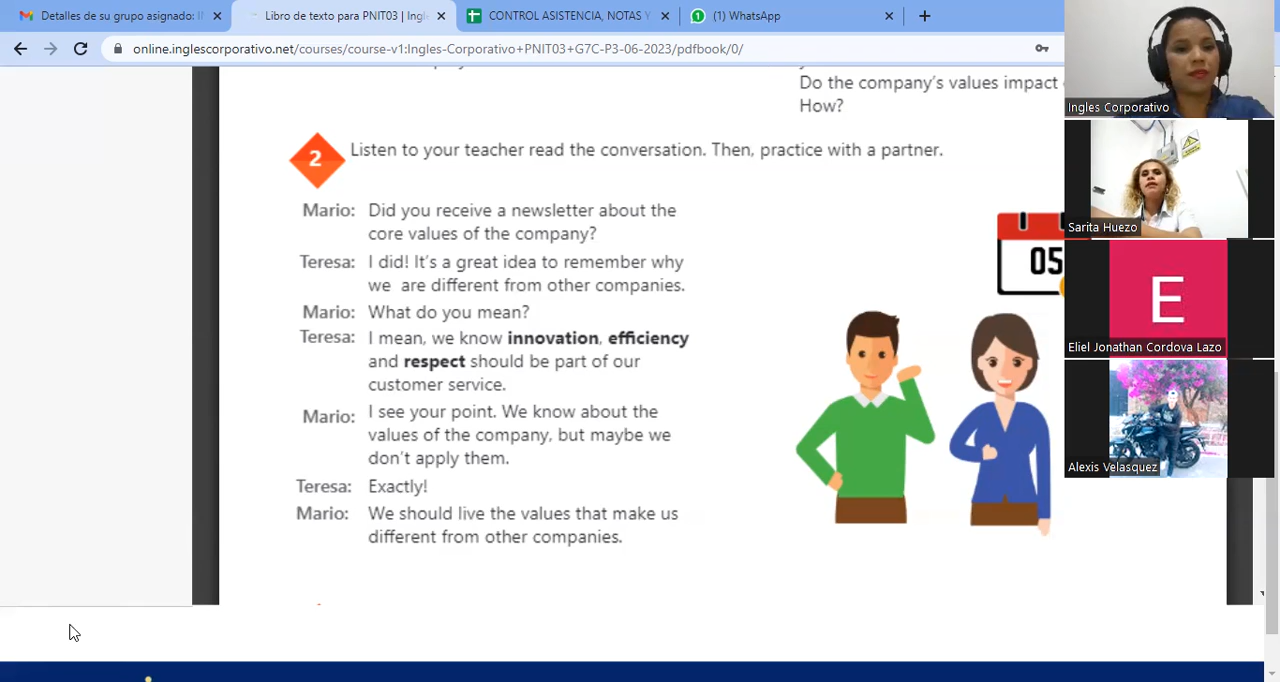 Detalles de su grupo asignado: I
Libro de texto para PNIT03 | Ingl
CONTROL ASISTENCIA, NOTAS Y
(1) WhatsApp
online.inglescorporativo.net/courses/course-v1:Ingles-Corporativo+PNIT03+G7C-P3-06-2023/pdfbook/0/
Do the company's values impact
How?
2
Listen to your teacher read the conversation. Then, practice with a partner.
Mario: Did you receive a newsletter about the
core values of the company?
Teresa: I did! It's a great idea to remember why
we are different from other companies.
Mario: What do you mean?
Teresa: I mean, we know innovation, efficiency
and respect should be part of our
customer service.
Mario: I see your point. We know about the
values of the company, but maybe we
don't apply them.
Teresa: Exactly!
Mario: We should live the values that make us
different from other companies.
05
Ingles Corporativo
Sarita Huezo
E
Eliel Jonathan Cordova Lazo
Alexis Velasquez